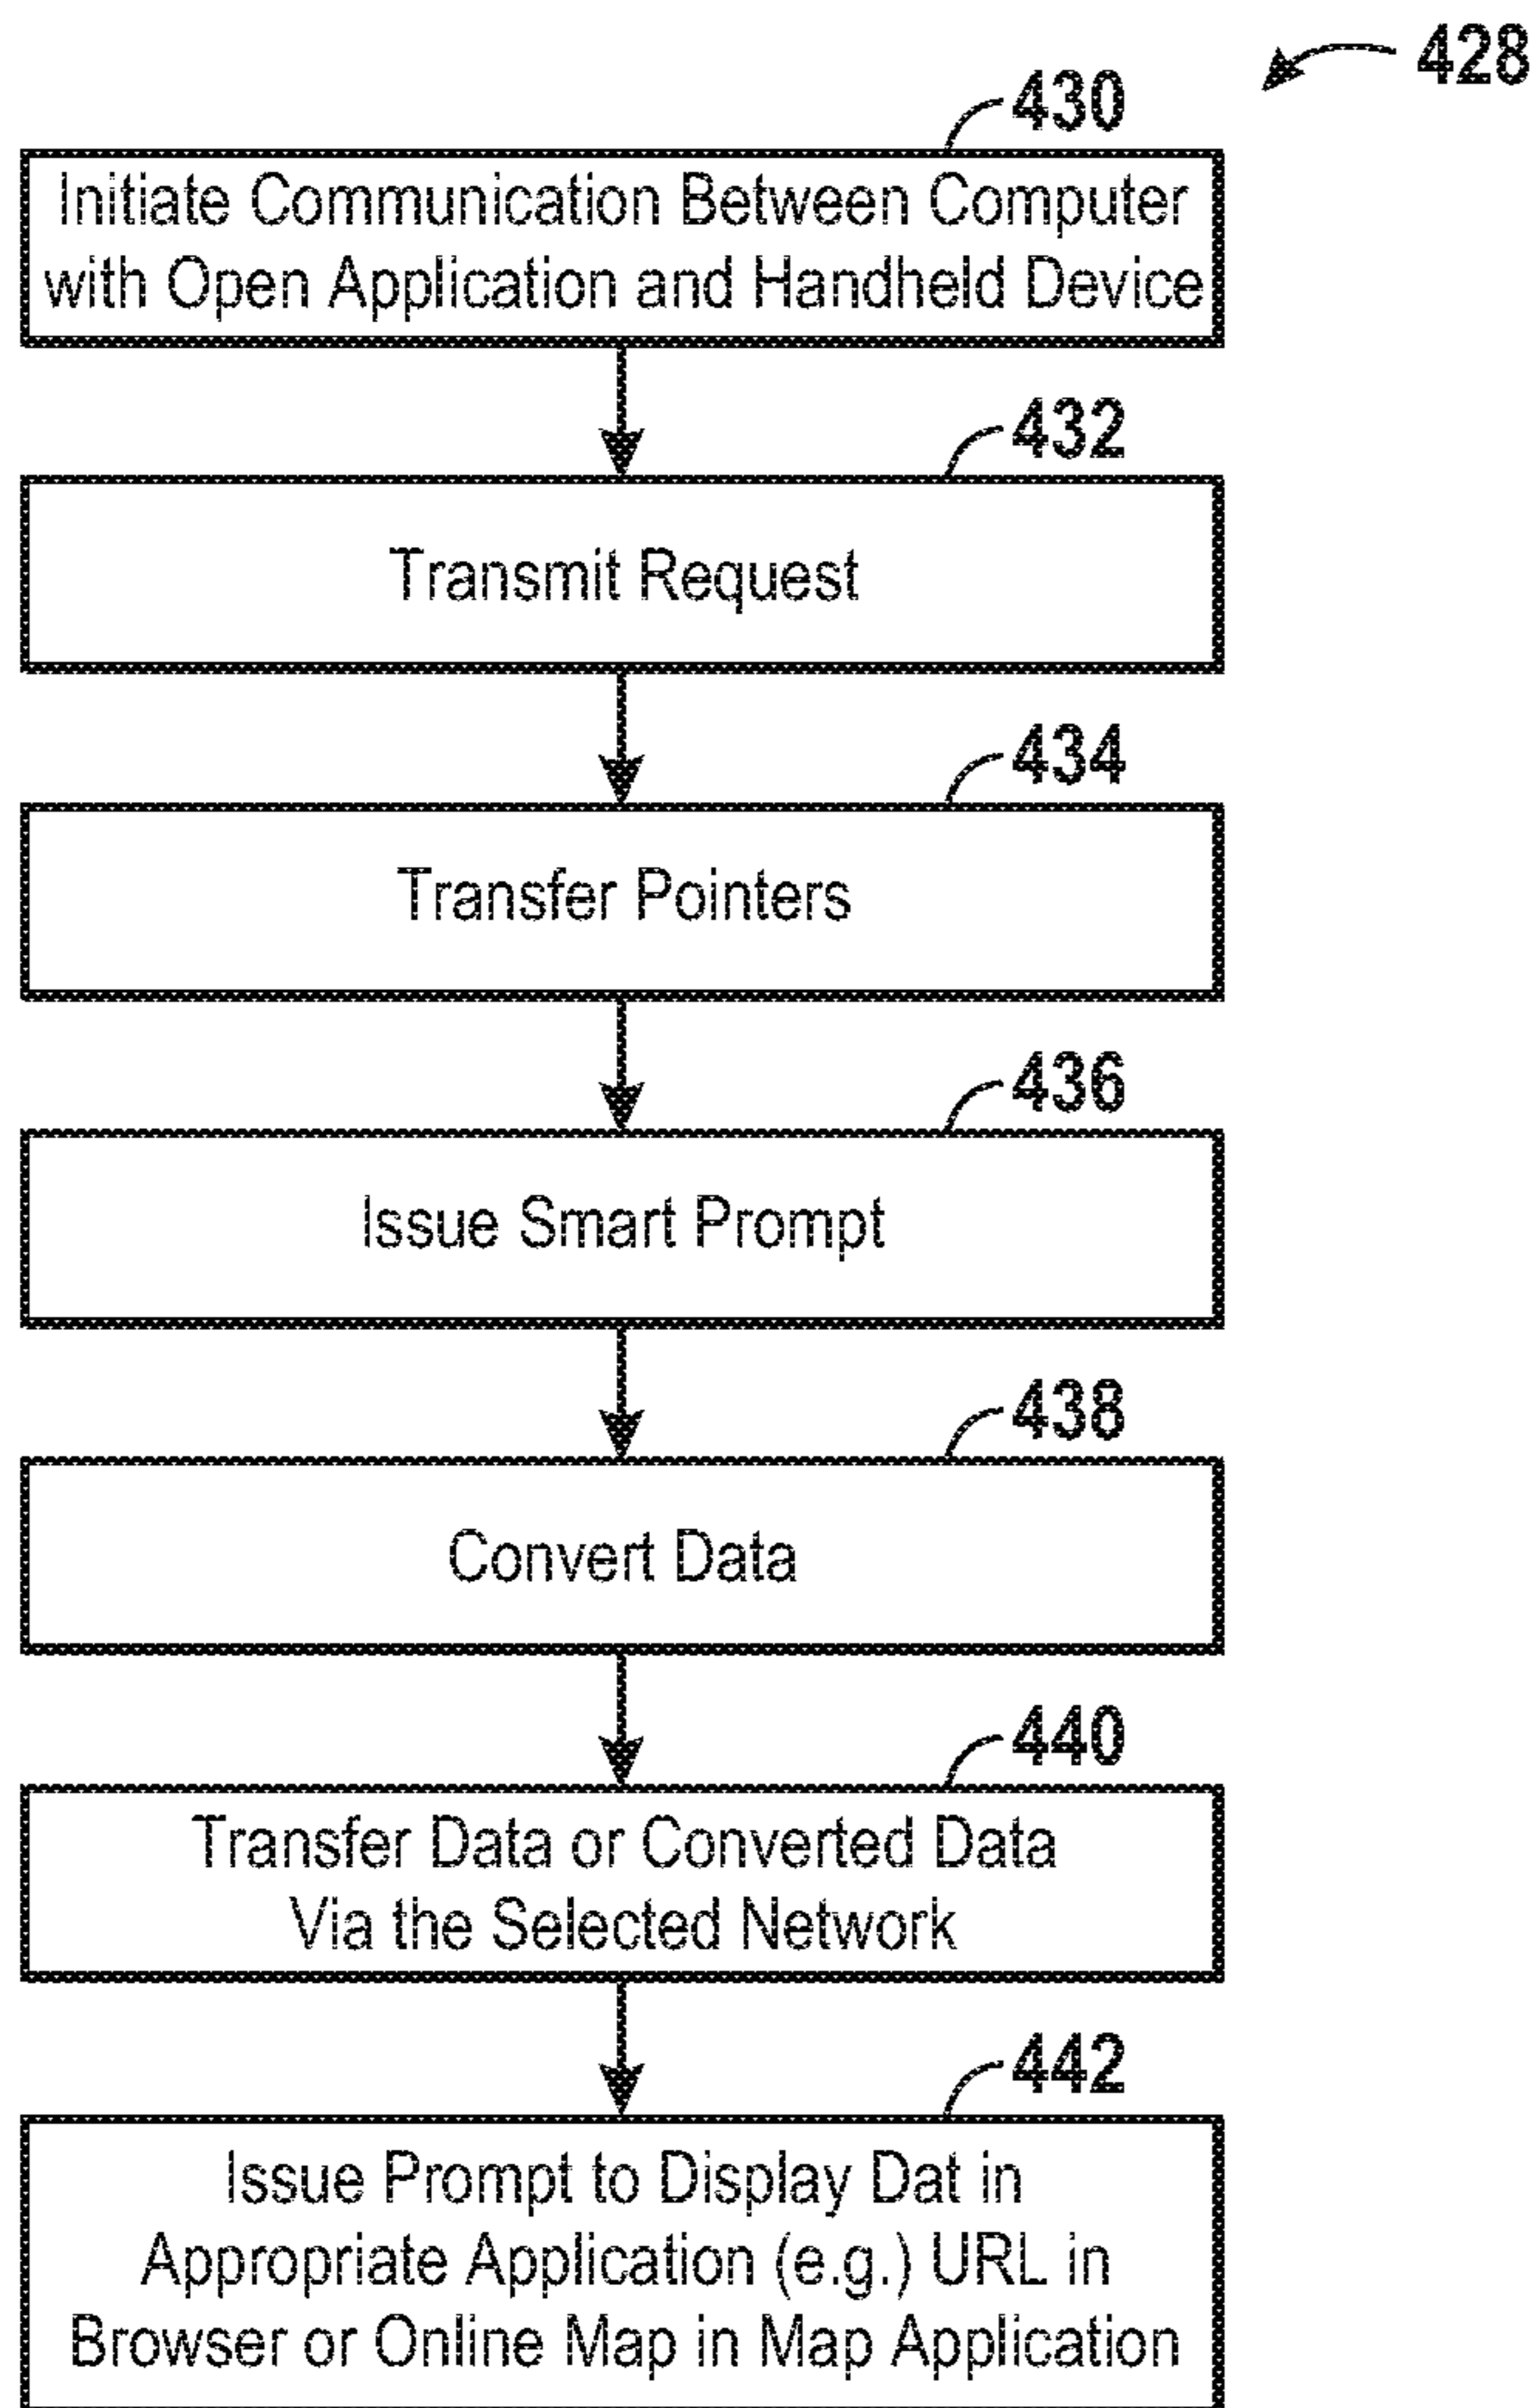 428
430
Initiate Communication Between Computer
with Open Application and Handheld Device
432
Transmit Request
434
Transfer Pointers
436
Issue Smart Prompt
438
Convert Data
440
Transfer Data or Converted Data
Via the Selected Network
442
Issue Prompt to Display Dat in
Appropriate Application (e.g.) URL in
Browser or Online Map in Map Application